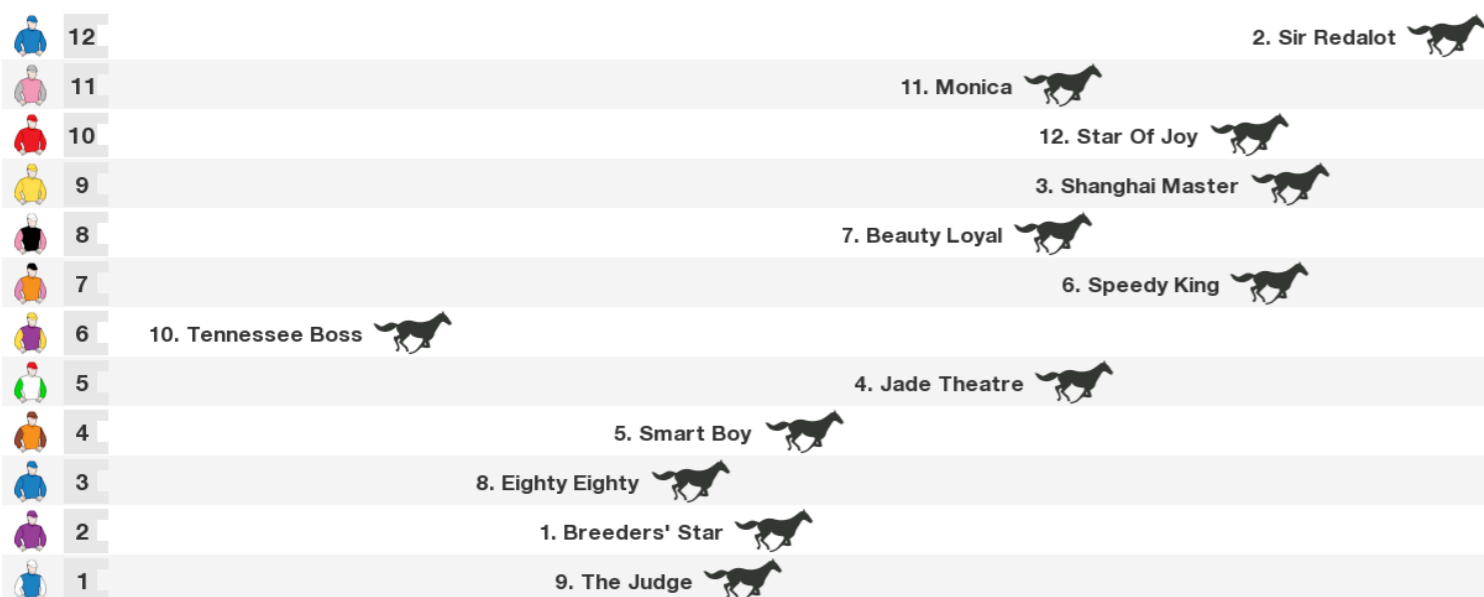 12 2. Sir Redalot
11 11. Monica
10 12. Star Of Joy
9 3. Shanghai Master
8 7. Beauty Loyal
7 6. Speedy King
6 10. Tennessee Boss
5 4. Jade Theatre
4 5. Smart Boy
3 8. Eighty Eighty
2 1. Breeders' Star
1 9. The Judge